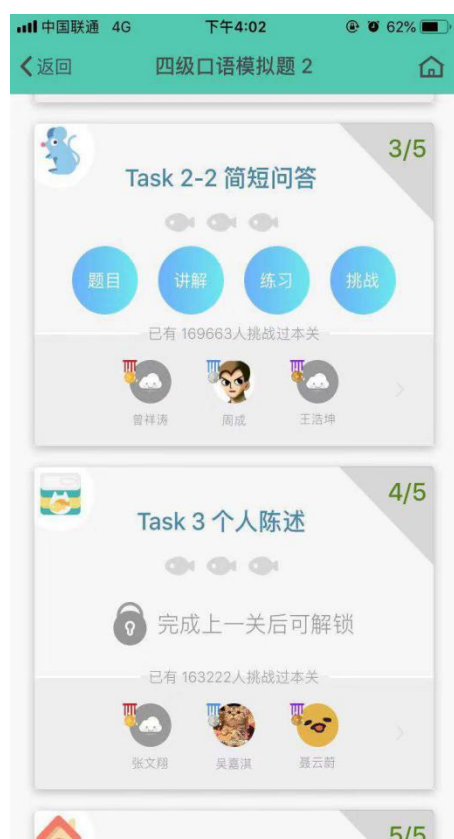 中国联通 4G 下午4:02 62%
返回 四级口语模拟题 2
3/5
Task 2-2 简短问答
题目 讲解 练习 挑战
已有 169663人挑战过本关
曾祥涛 周成 王浩坤
4/5
Task 3 个人陈述
完成上一关后可解锁
已有 163222人挑战过本关
张文翔 吴嘉淇 聂云蔚
5/5